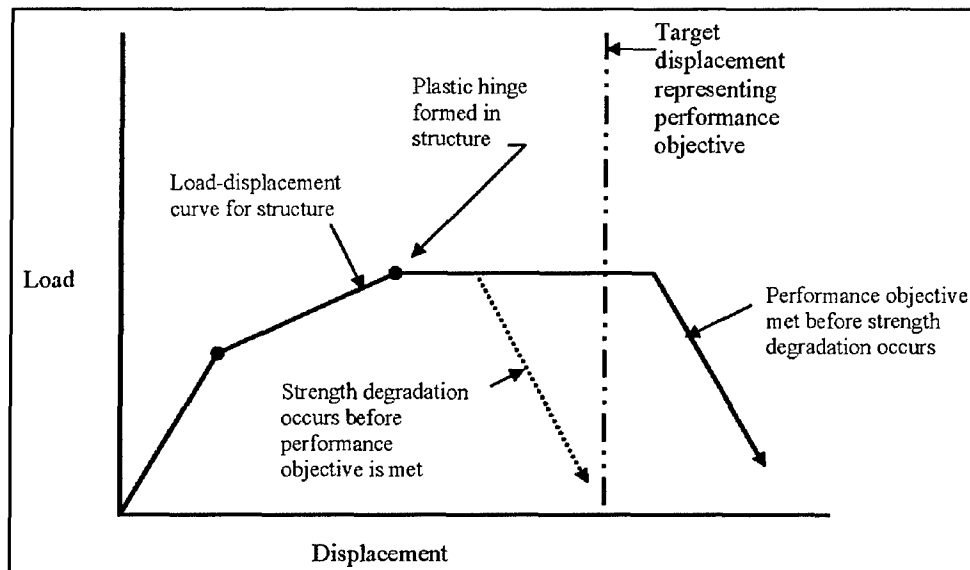 Target
displacement
representing
performance
objective
Plastic hinge
formed in
structure
Load-displacement
curve for structure
Load
Performance objective
met before strength
degradation occurs
Strength degradation
occurs before
performance
objective is met
Displacement